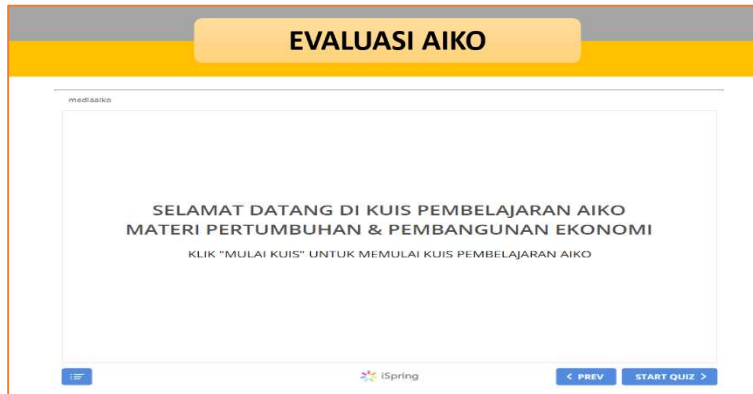 EVALUASI AIKO
mediaaiko
SELAMAT DATANG DI KUIS PEMBELAJARAN AIKO
MATERI PERTUMBUHAN & PEMBANGUNAN EKONOMI
KLIK "MULAI KUIS" UNTUK MEMULAI KUIS PEMBELAJARAN AIKO
iSpring
< PREV
START QUIZ >